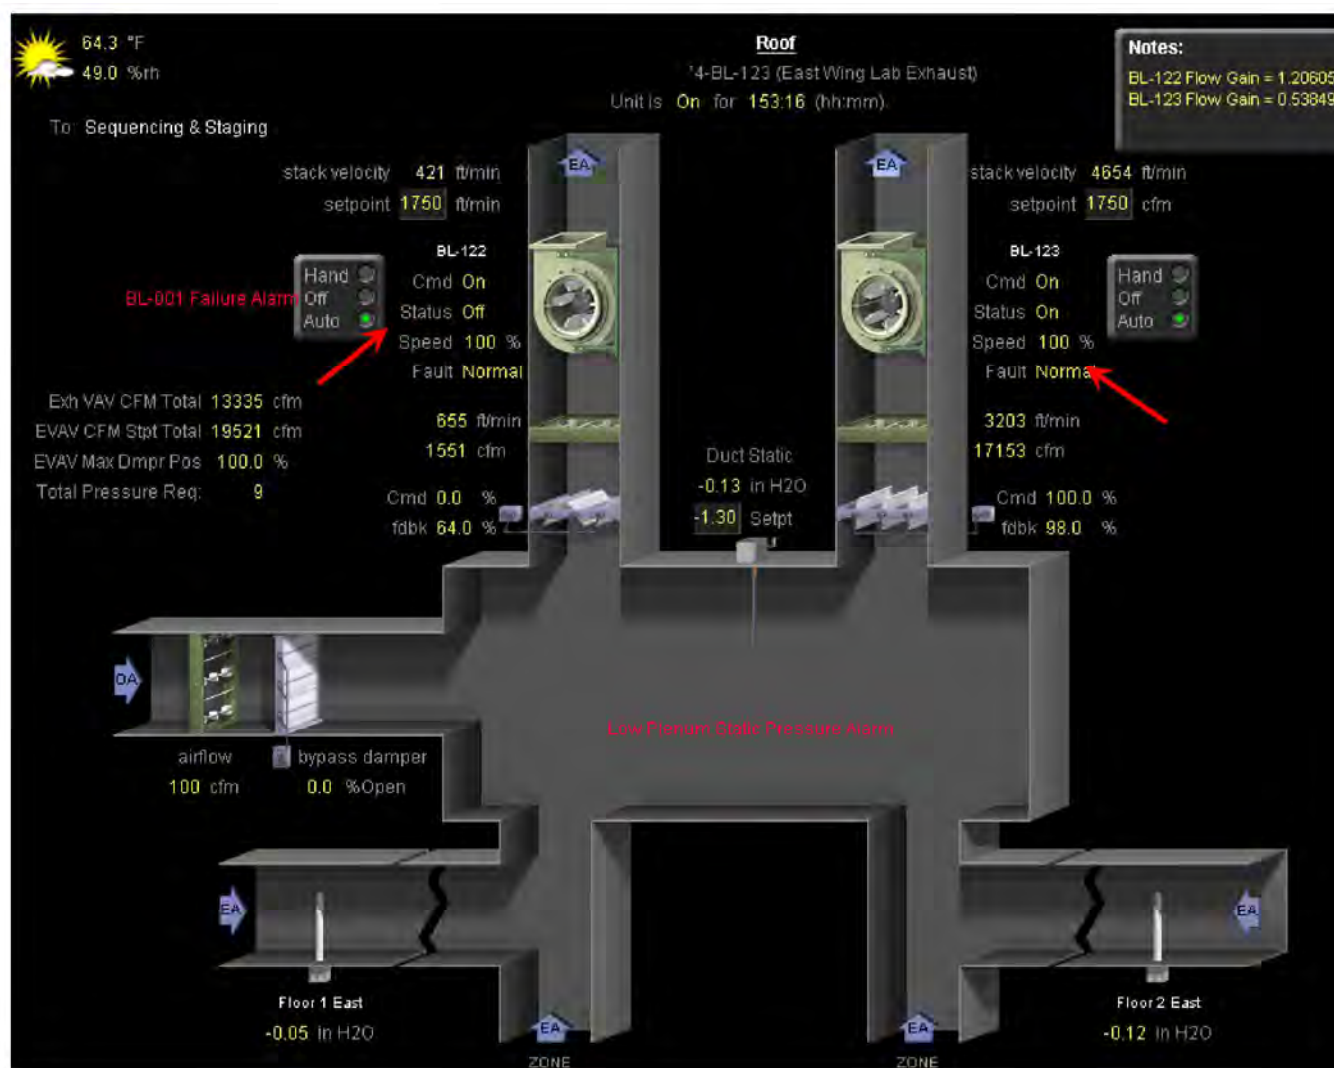 64.3 °F
49.0 %rh
To: Sequencing & Staging
Roof
'4-BL-123 (East Wing Lab Exhaust)
Unit is On for 153:16 (hh:mm)
Notes:
BL-122 Flow Gain = 1.20605
BL-123 Flow Gain = 0.53849
EA
stack velocity 421 ft/min
setpoint 1750 ft/min
BL-122
Cmd On
Status Off
Speed 100 %
Fault Normal
655 ft/min
1551 cfm
Cmd 0.0 %
fdbk 64.0 %
Hand
Off
Auto
BL-001 Failure Alarm
Exh VAV CFM Total 13335 cfm
EVAV CFM Stpt Total 19521 cfm
EVAV Max Dmpr Pos 100.0 %
Total Pressure Req: 9
EA
stack velocity 4654 ft/min
setpoint 1750 cfm
BL-123
Cmd On
Status On
Speed 100 %
Fault Normal
3203 ft/min
17153 cfm
Cmd 100.0 %
fdbk 98.0 %
Hand
Off
Auto
Duct Static
-0.13 in H2O
-1.30 Setpt
OA
airflow
100 cfm
bypass damper
0.0 %Open
Low Plenum Static Pressure Alarm
EA
Floor 1 East
-0.05 in H2O
EA
ZONE
EA
ZONE
EA
Floor 2 East
-0.12 in H2O